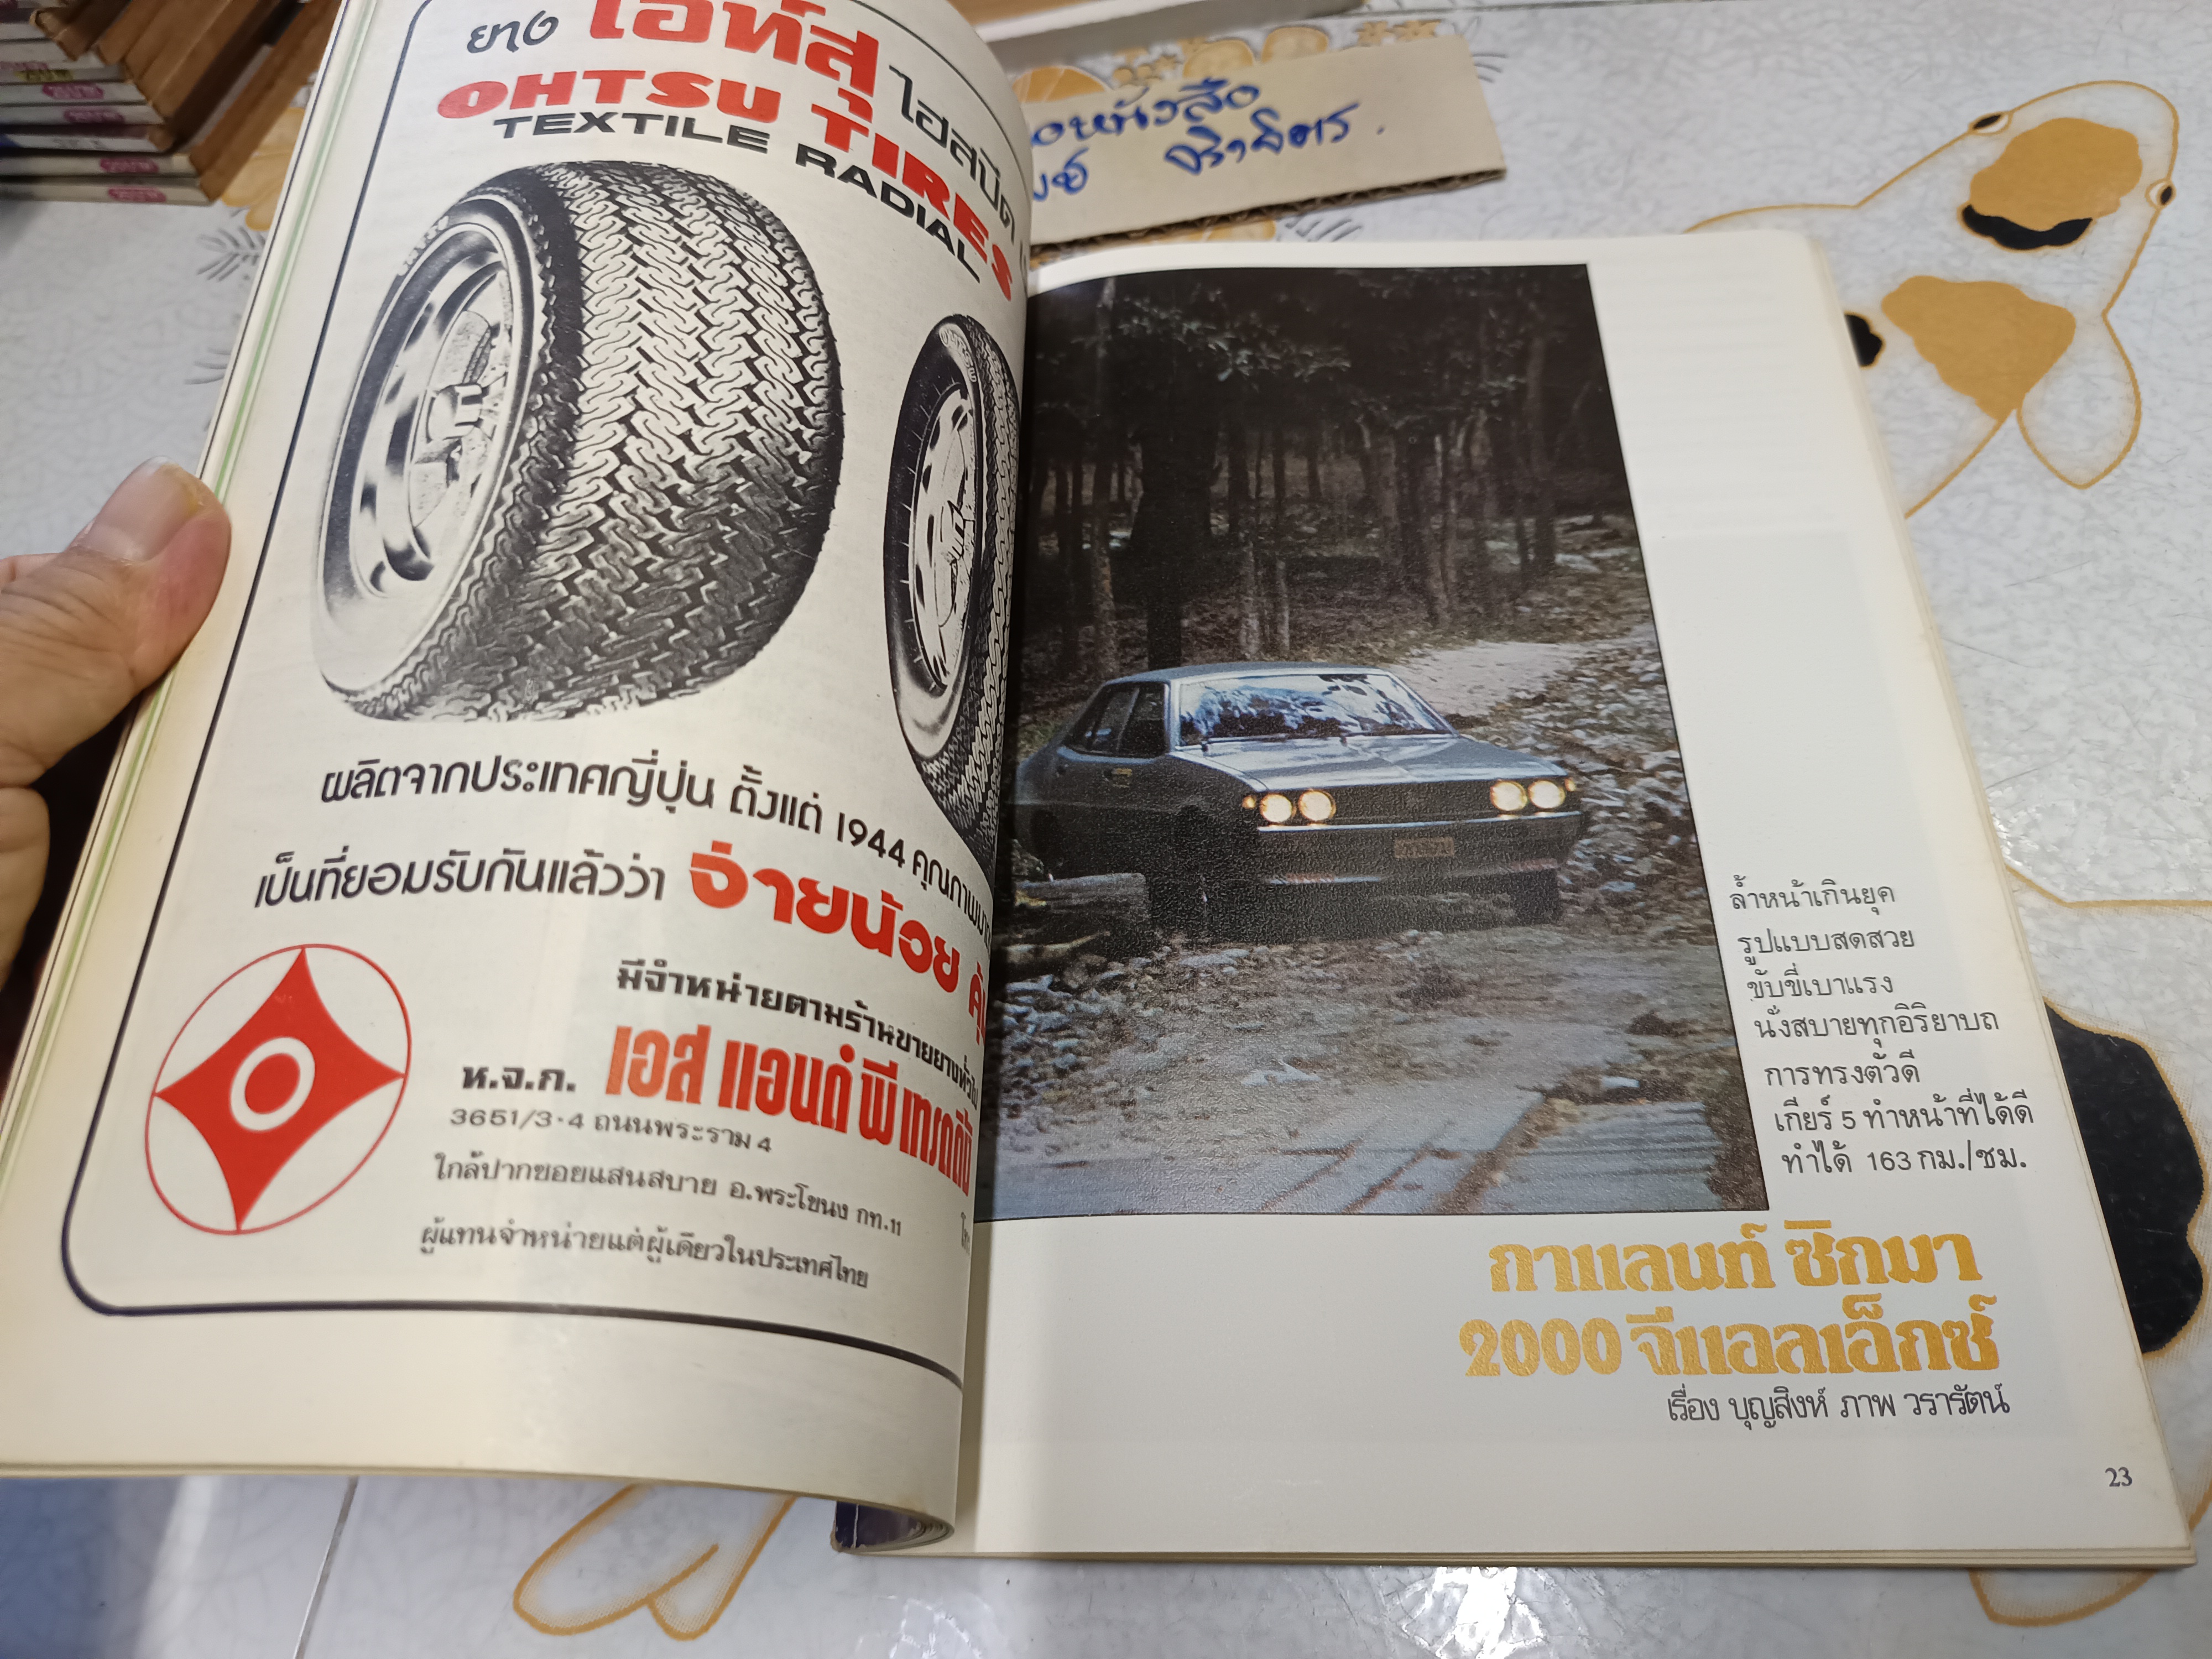 ยาง โอท์สุ ไฮสปีด
OHTSU TIRES
TEXTILE RADIAL
ผลิตจากประเทศญี่ปุ่น ตั้งแต่ 1944
เป็นที่ยอมรับกันแล้วว่า จ่ายน้อย
มีจำหน่ายตามร้านขายยางทั่วไป
ห.จ.ก. เอส แอนด์ พี เทรดดิ้ง
3651/3-4 ถนนพระราม 4
ใกล้ปากซอยแสนสบาย อ.พระโขนง กท.11
ผู้แทนจำหน่ายแต่ผู้เดียวในประเทศไทย
ล้ำหน้าเกินยุค
รูปแบบสดสวย
ขับขี่เบาแรง
นั่งสบายทุกอิริยาบถ
การทรงตัวดี
เกียร์ 5 ทำหน้าที่ได้ดี
ทำได้ 163 กม./ชม.
กาแลนท์ ซิกมา
2000 จีแอลเอ็กซ์
เรื่อง บุญสิงห์ ภาพ วรารัตน์
23